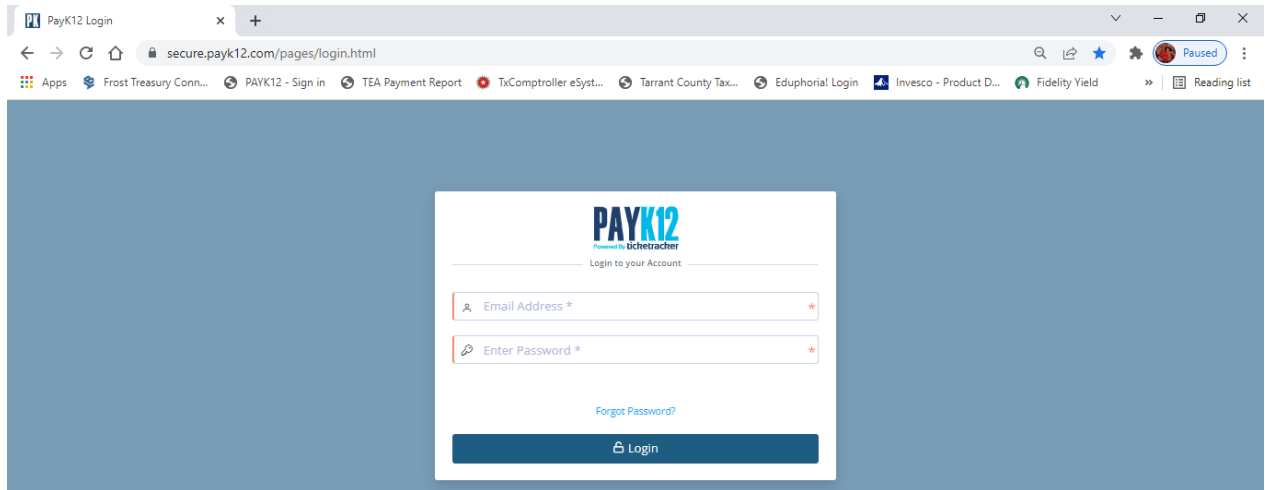 PayK12 Login
secure.payk12.com/pages/login.html
Paused
Apps Frost Treasury Conn... PAYK12 - Sign in TEA Payment Report TxComptroller eSyst... Tarrant County Tax... Eduphoria! Login Invesco - Product D... Fidelity Yield » Reading list
PAYK12
Powered By ticketracker
Login to your Account
Email Address * *
Enter Password * *
Forgot Password?
Login